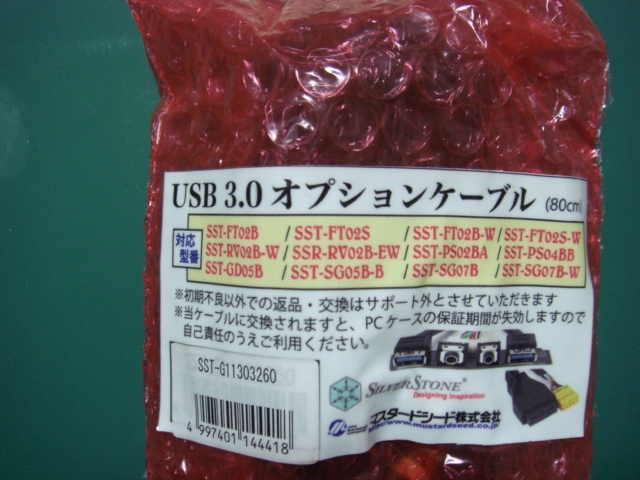 USB 3.0 オプションケーブル (80cm)
対応型番
SST-FT02B / SST-FT02S / SST-FT02B-W / SST-FT02S-W
SST-RV02B-W / SSR-RV02B-EW / SST-PS02BA / SST-PS04BB
SST-GD05B / SST-SG05B-B / SST-SG07B / SST-SG07B-W
※初期不良以外での返品・交換はサポート外とさせていただきます
※当ケーブルに交換されますと、PCケースの保証期間が失効しますので
自己責任のうえご利用ください。
SST-G11303260
4 997401 144418
SILVERSTONE®
Designing Inspiration
マスタードシード株式会社
http://www.mustardseed.co.jp